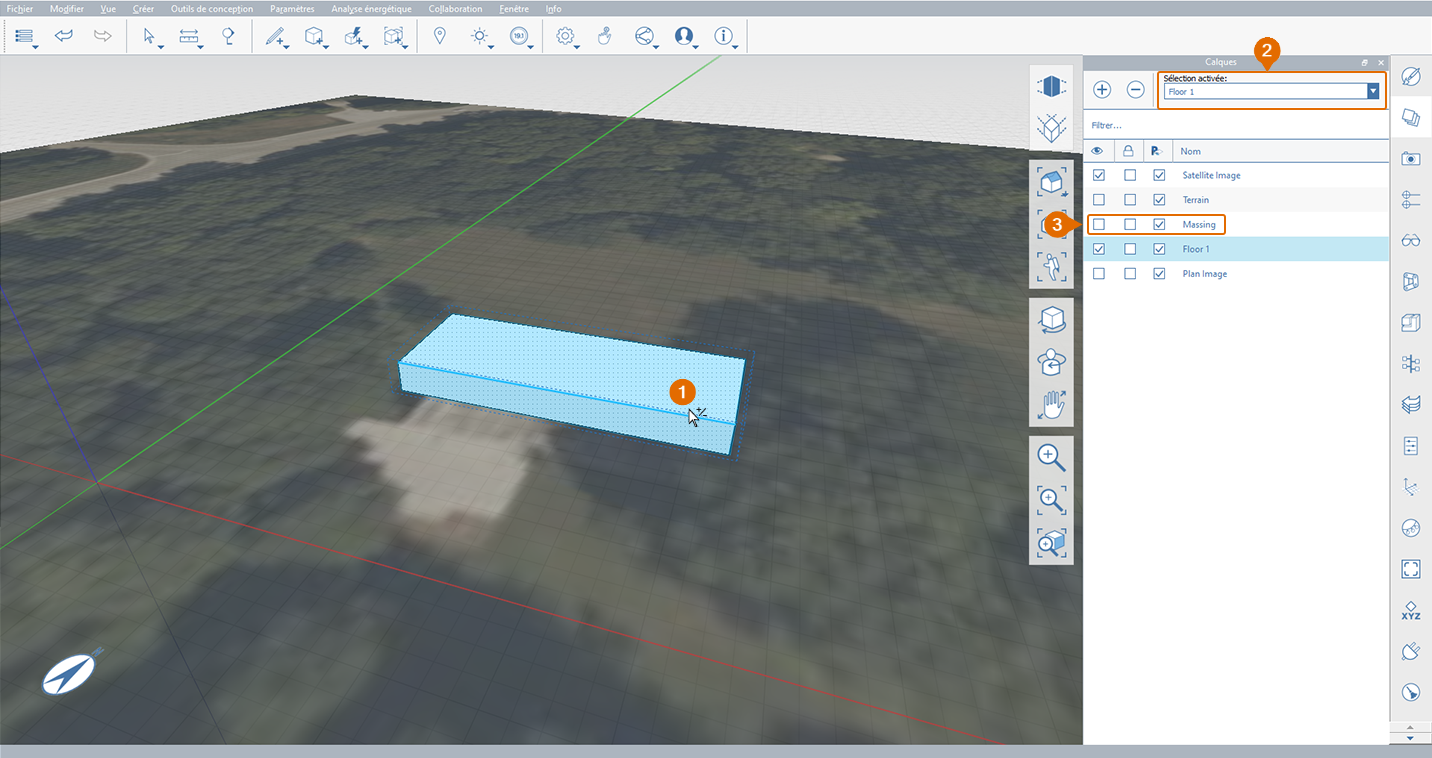 Fichier Modifier Vue Créer Outils de conception Paramètres Analyse énergétique Collaboration Fenêtre Info
193
2
Calques
Sélection activée:
Floor 1
Filtrer...
Nom
Satellite Image
Terrain
3
Massing
Floor 1
Plan Image
1
XYZ